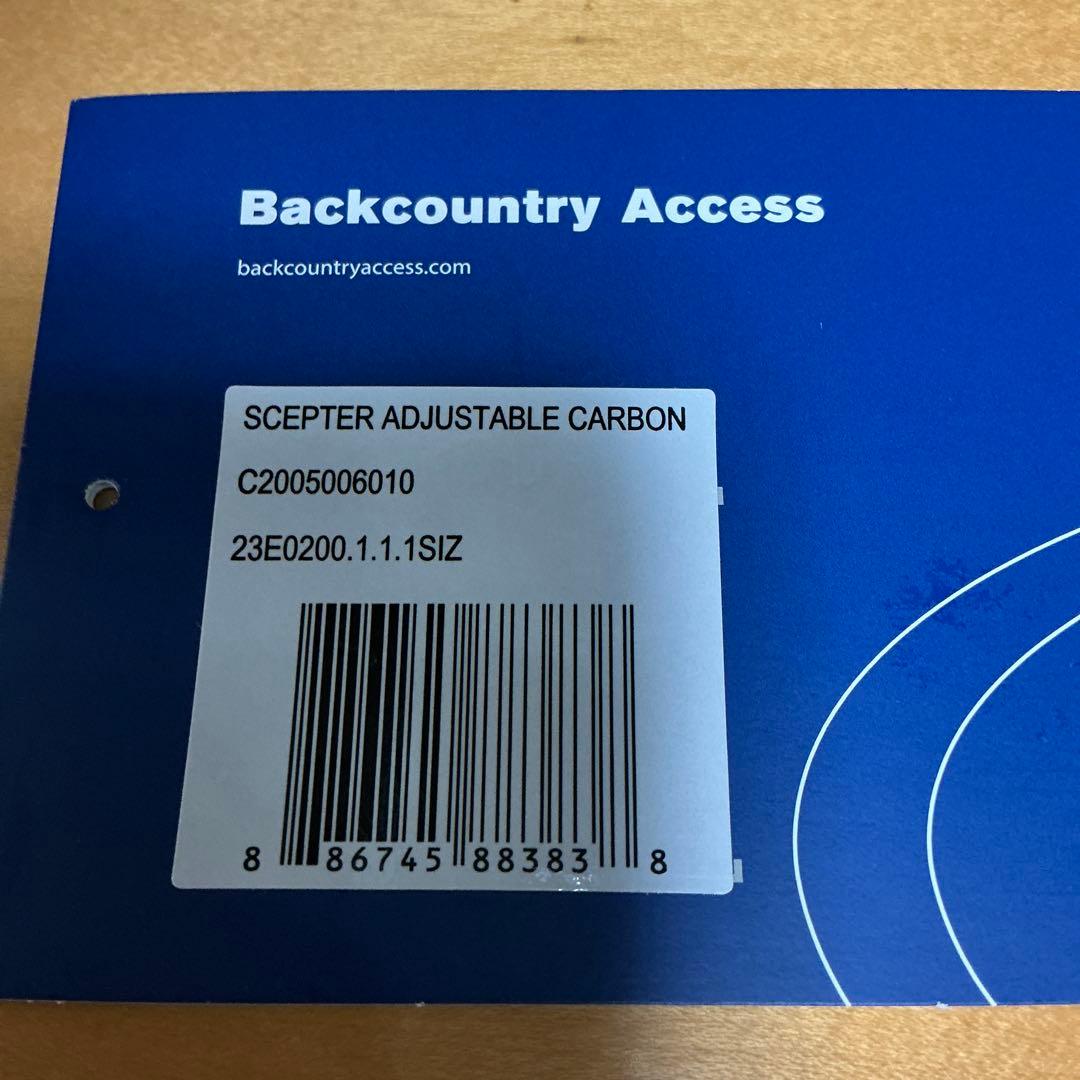 Backcountry Access
backcountryaccess.com
SCEPTER ADJUSTABLE CARBON
C2005006010
23E0200.1.1.1SIZ
8 86745 88383 8